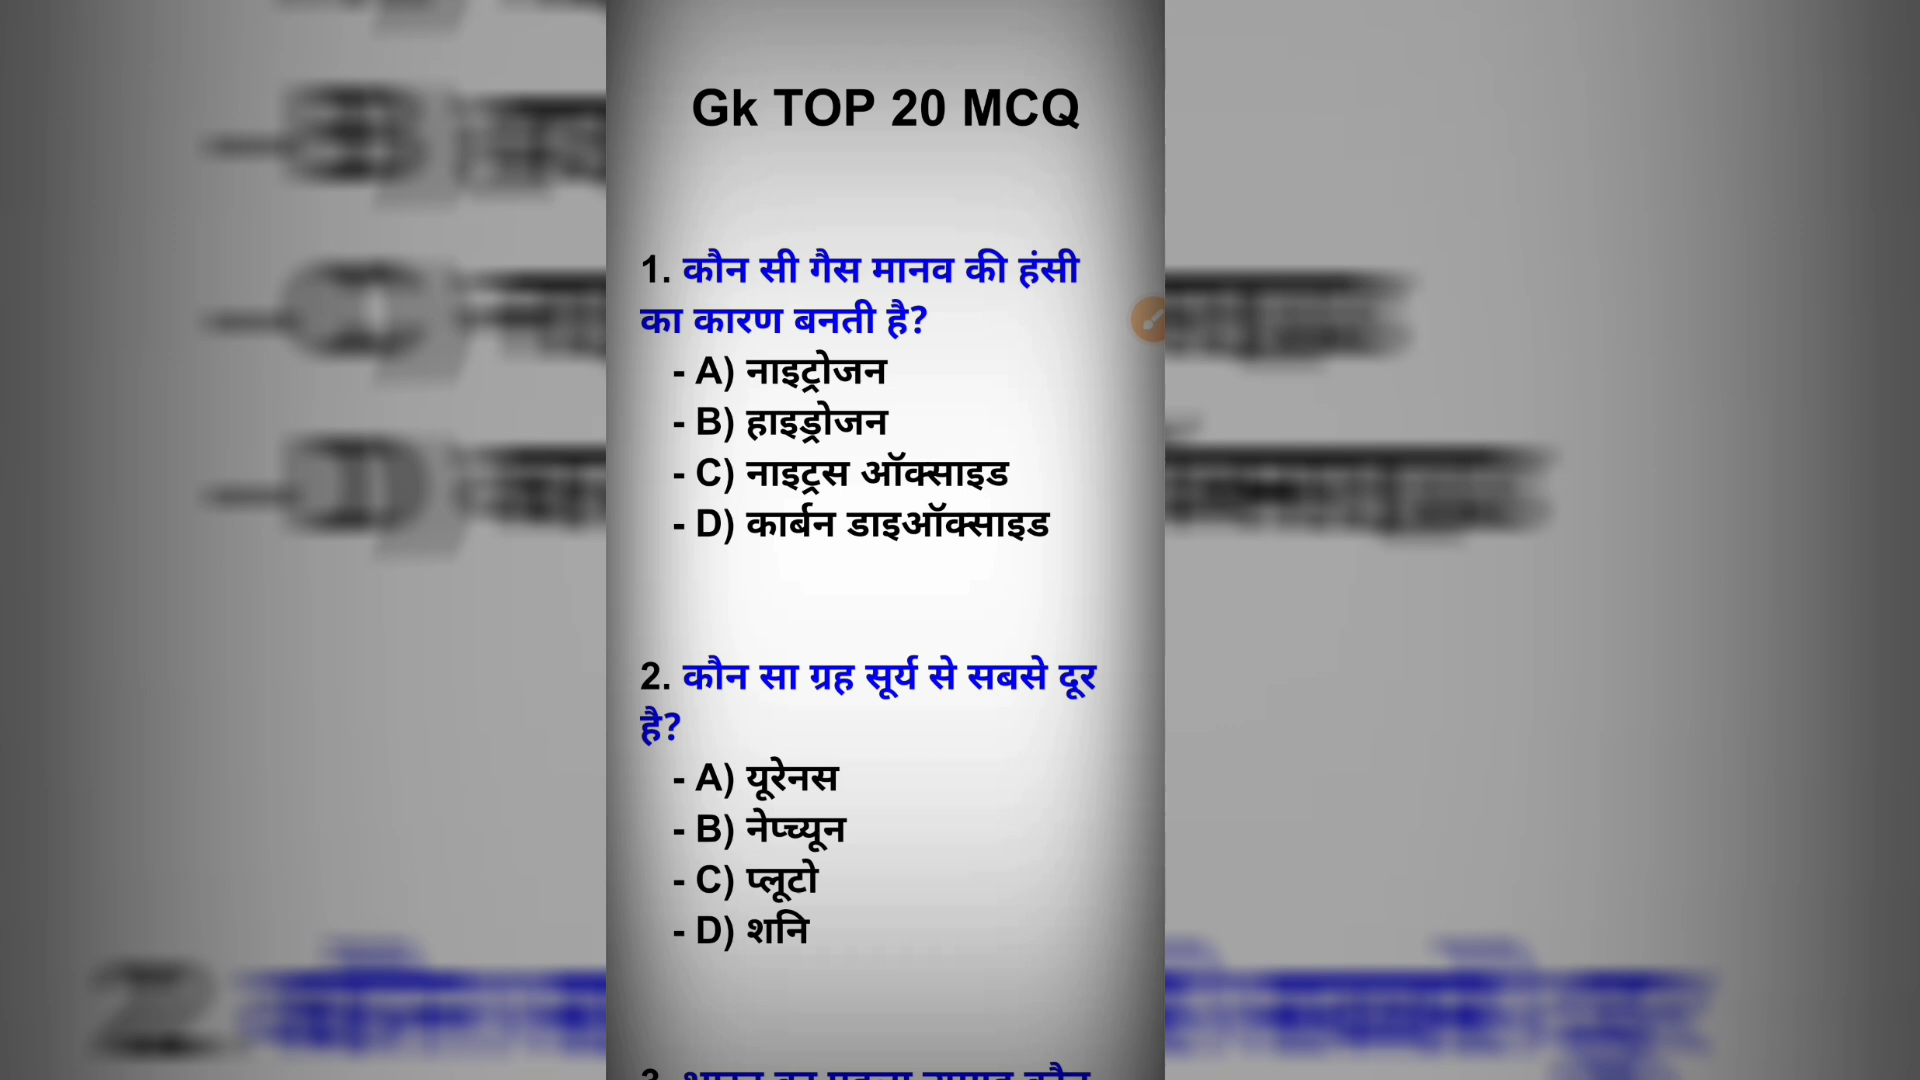 Gk TOP 20 MCQ
1. कौन सी गैस मानव की हंसी
का कारण बनती है?
- A) नाइट्रोजन
- B) हाइड्रोजन
- C) नाइट्रस ऑक्साइड
- D) कार्बन डाइऑक्साइड
2. कौन सा ग्रह सूर्य से सबसे दूर
है?
- A) यूरेनस
- B) नेप्च्यून
- C) प्लूटो
- D) शनि